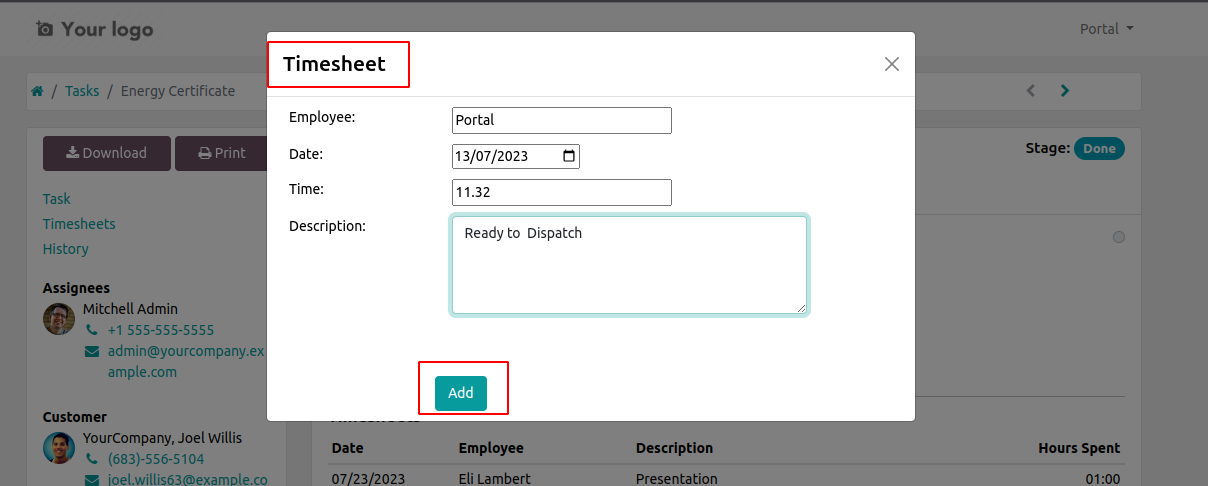 Your logo
Portal
Timesheet
Tasks / Energy Certificate
Employee: Portal
Download
Print
Date: 13/07/2023
Stage: Done
Time: 11.32
Task
Timesheets
History
Description: Ready to  Dispatch
Assignees
Mitchell Admin
+1 555-555-5555
admin@yourcompany.ex
ample.com
Add
Customer
YourCompany, Joel Willis
(683)-556-5104
joel.willis63@example.co
Date Employee Description Hours Spent
07/23/2023 Eli Lambert Presentation 01:00